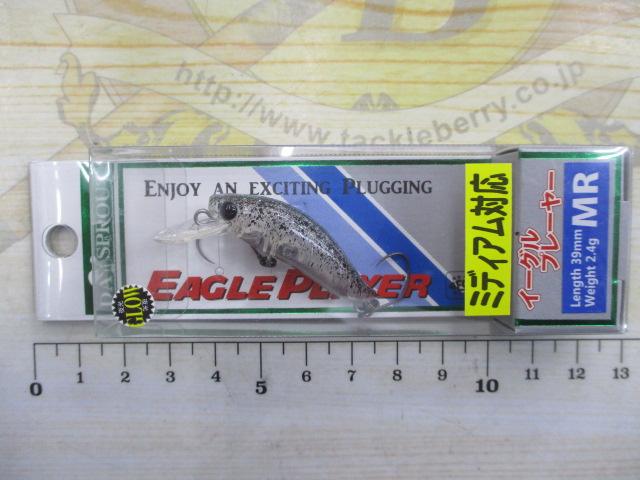 http://www.tackleberry.co.jp
ENJOY AN EXCITING PLUGGING
EAGLE PLAYER
GLOW
ミディアム対応
イーグル
プレーヤー
MR
Length 39mm
Weight 2.4g
0 1 2 3 4 5 6 7 8 9 10 11 12 13